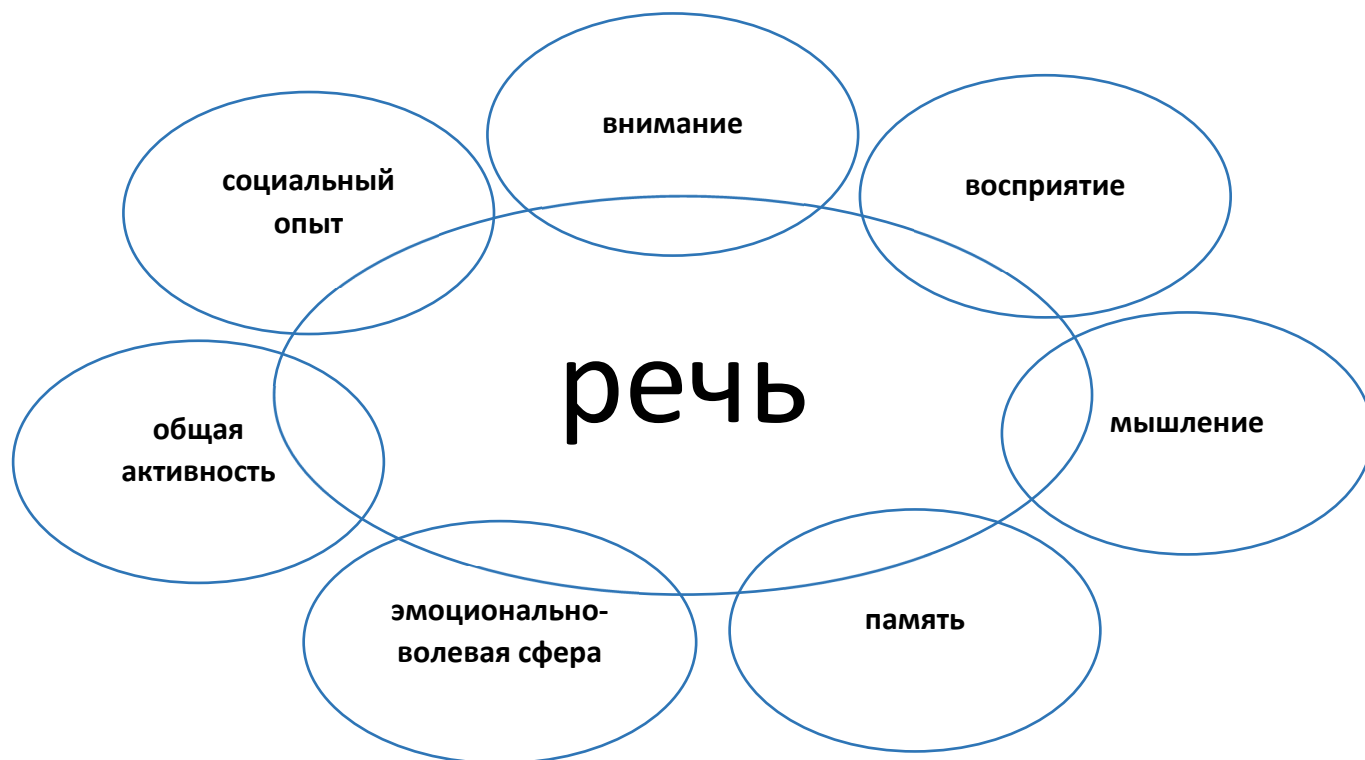 внимание
восприятие
социальный
опыт
речь
мышление
общая
активность
эмоционально-
волевая сфера
память